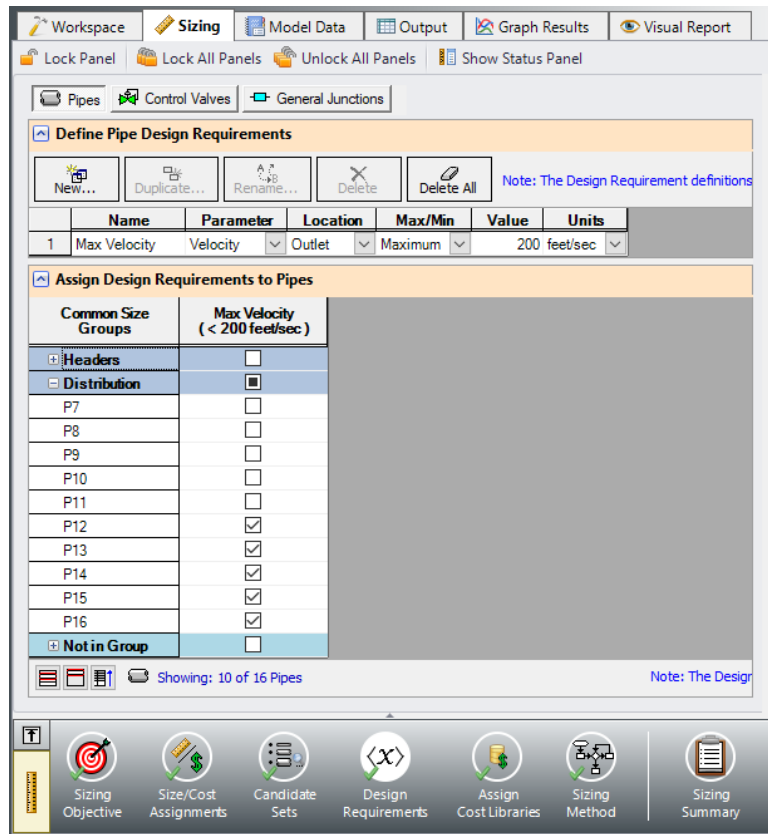 Workspace Sizing Model Data Output Graph Results Visual Report
Lock Panel Lock All Panels Unlock All Panels Show Status Panel
Pipes Control Valves General Junctions
Define Pipe Design Requirements
New... Duplicate... Rename... Delete Delete All Note: The Design Requirement definitions
Name Parameter Location Max/Min Value Units
1 Max Velocity Velocity Outlet Maximum 200 feet/sec
Assign Design Requirements to Pipes
Common Size Max Velocity
Groups ( < 200 feet/sec )
Headers
Distribution
P7
P8
P9
P10
P11
P12
P13
P14
P15
P16
Not in Group
Showing: 10 of 16 Pipes Note: The Design
Sizing Size/Cost Candidate Design Assign Sizing Sizing
Objective Assignments Sets Requirements Cost Libraries Method Summary